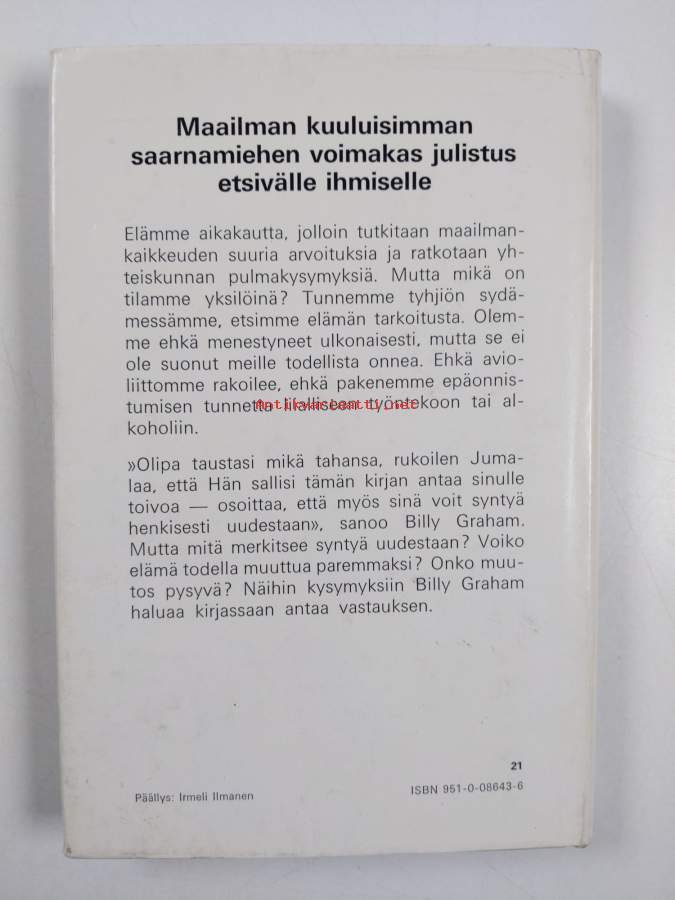 Maailman kuuluisimman
saarnamiehen voimakas julistus
etsivälle ihmiselle
Elämme aikakautta, jolloin tutkitaan maailman-
kaikkeuden suuria arvoituksia ja ratkotaan yh-
teiskunnan pulmakysymyksiä. Mutta mikä on
tilamme yksilöinä? Tunnemme tyhjiön sydä-
messämme, etsimme elämän tarkoitusta. Olem-
me ehkä menestyneet ulkonaisesti, mutta se ei
ole suonut meille todellista onnea. Ehkä avio-
liittomme rakoilee, ehkä pakenemme epäonnis-
tumisen tunnetta liialliseen työntekoon tai al-
koholiin.
Antikvariaatti.net
»Olipa taustasi mikä tahansa, rukoilen Juma-
laa, että Hän sallisi tämän kirjan antaa sinulle
toivoa — osoittaa, että myös sinä voit syntyä
henkisesti uudestaan», sanoo Billy Graham.
Mutta mitä merkitsee syntyä uudestaan? Voiko
elämä todella muuttua paremmaksi? Onko muu-
tos pysyvä? Näihin kysymyksiin Billy Graham
haluaa kirjassaan antaa vastauksen.
21
Päällys: Irmeli Ilmanen
ISBN 951-0-08643-6